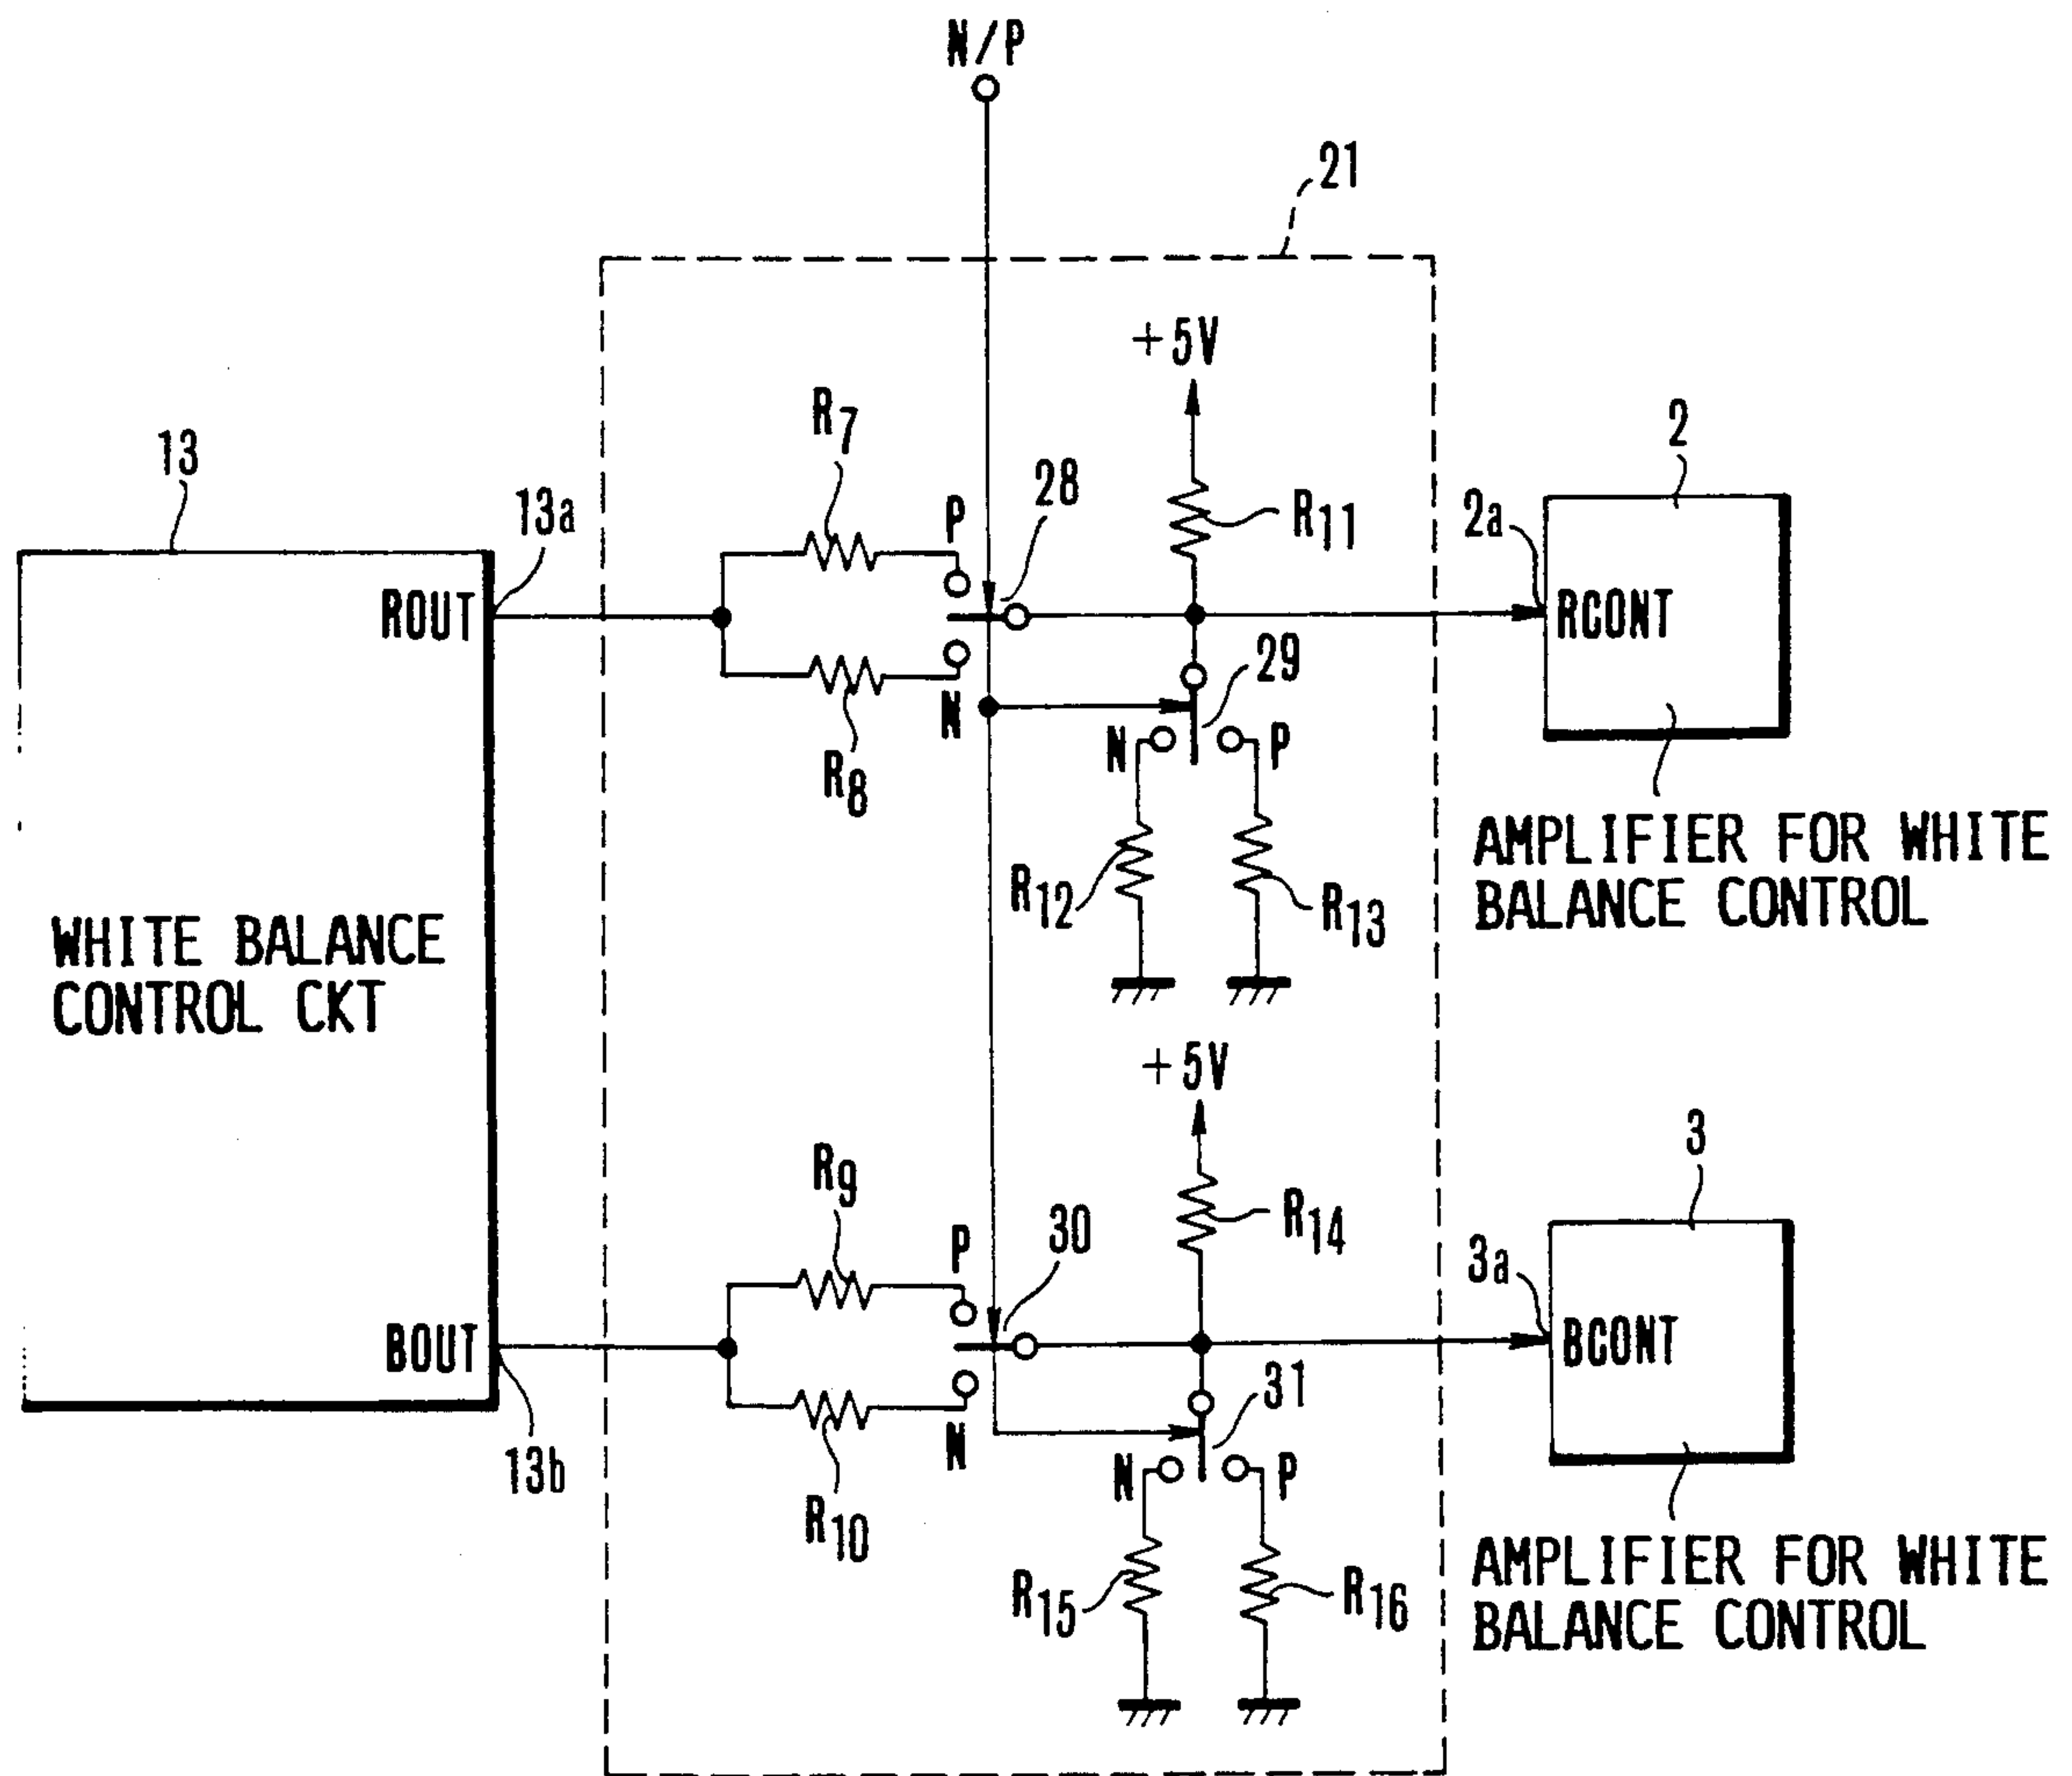 N/P
21
+5V
R7
28
R11
P
13
13a
2
2a
ROUT
RCONT
29
N
R8
N
P
R12
R13
AMPLIFIER FOR WHITE
BALANCE CONTROL
WHITE BALANCE
CONTROL CKT
+5V
R9
30
R14
P
3
3a
BOUT
BCONT
31
N
13b
R10
N
P
R15
R16
AMPLIFIER FOR WHITE
BALANCE CONTROL